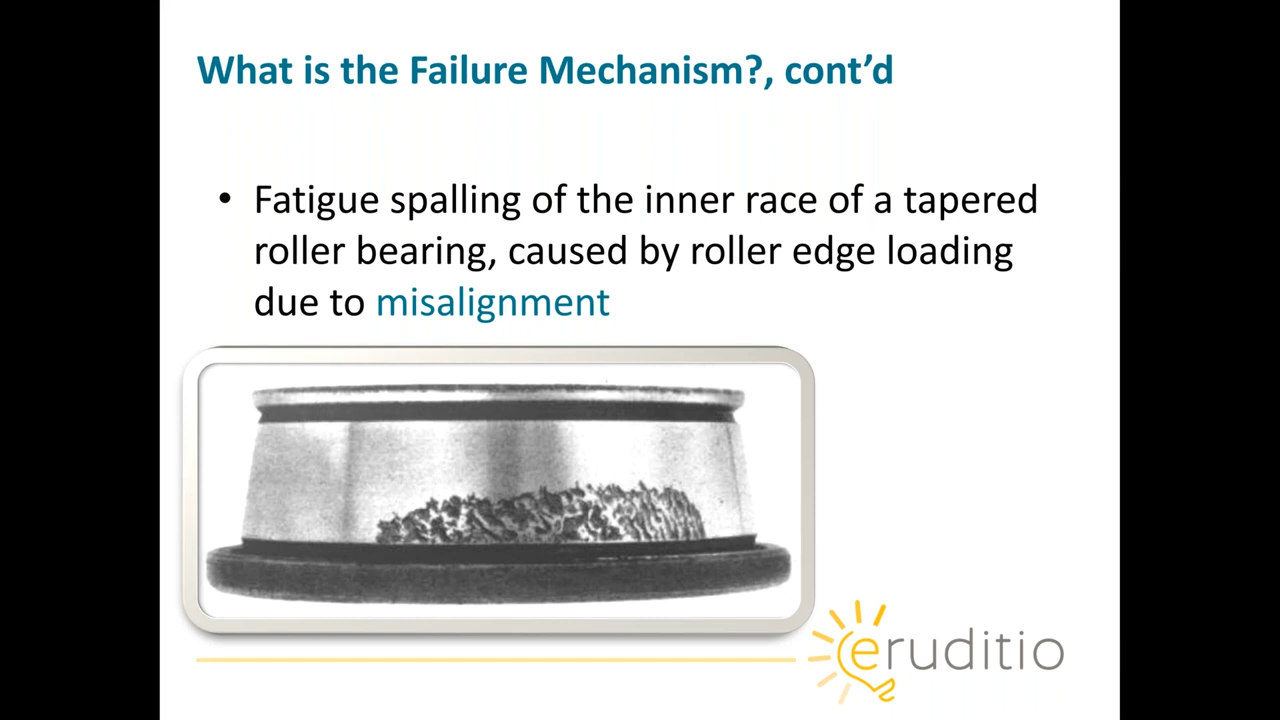 What is the Failure Mechanism?, cont’d
• Fatigue spalling of the inner race of a tapered
roller bearing, caused by roller edge loading
due to misalignment
eruditio